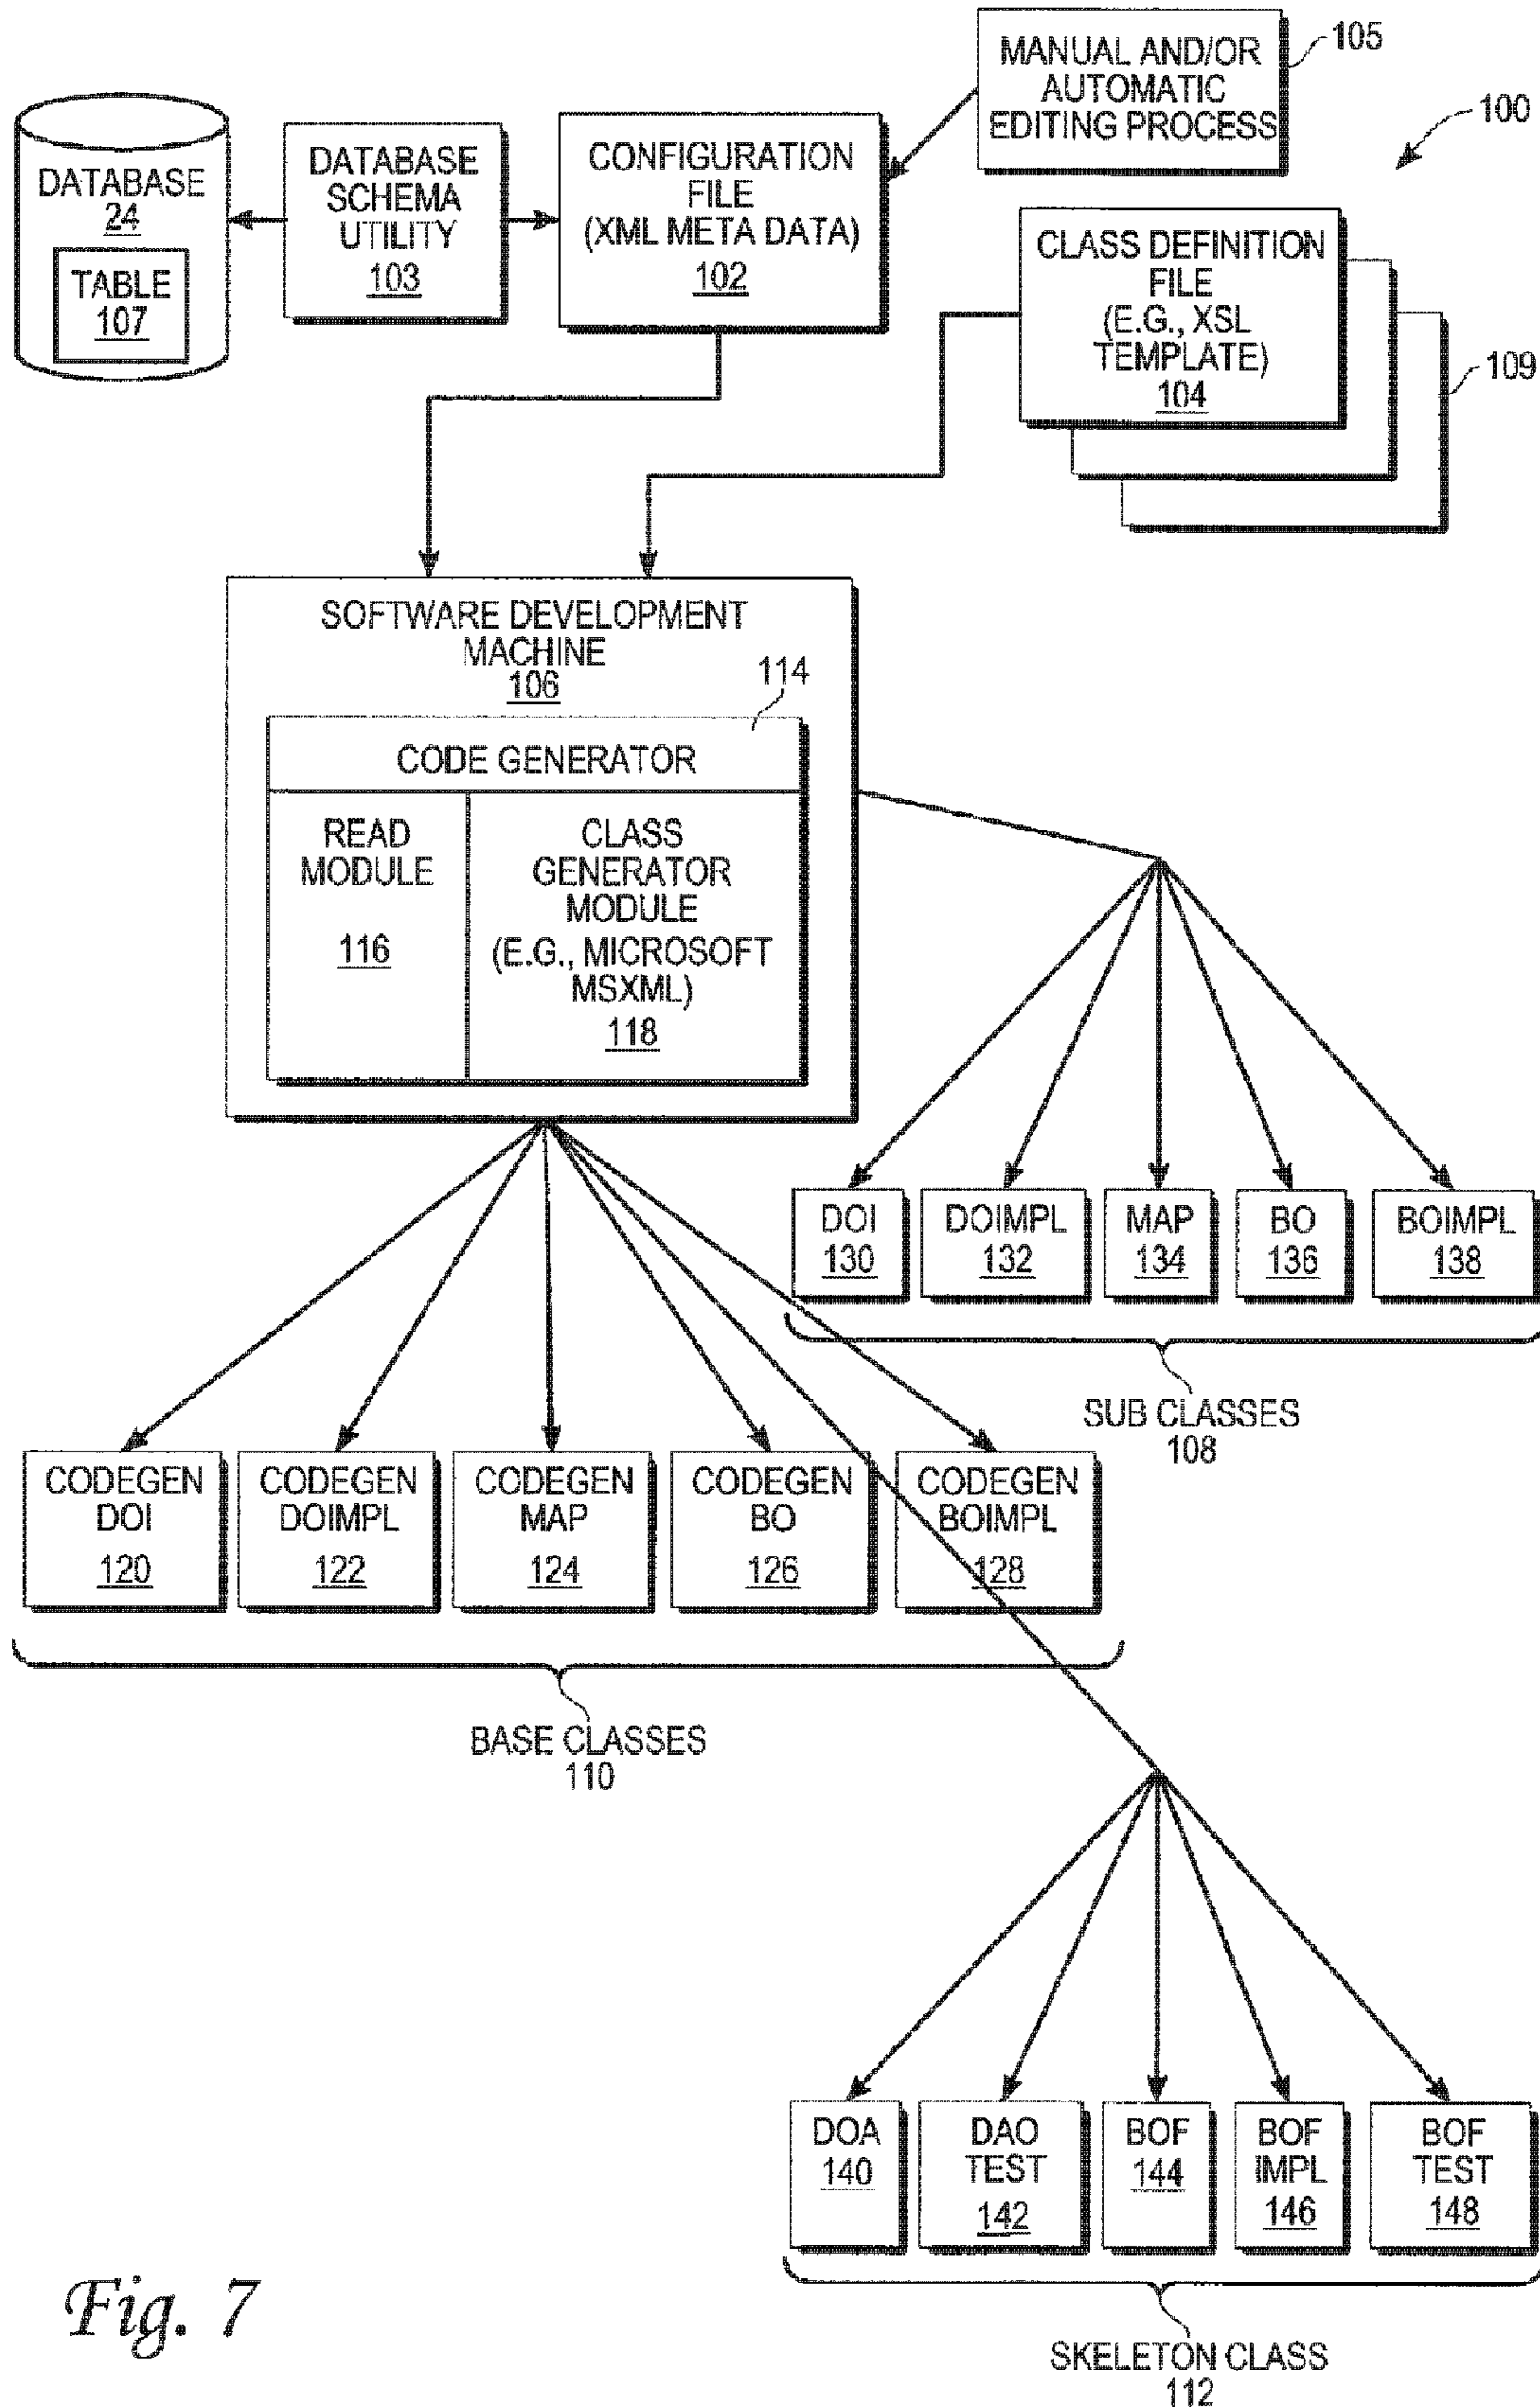 MANUAL AND/OR
AUTOMATIC
EDITING PROCESS
105
100
DATABASE
24
TABLE
107
DATABASE
SCHEMA
UTILITY
103
CONFIGURATION
FILE
(XML META DATA)
102
CLASS DEFINITION
FILE
(E.G., XSL
TEMPLATE)
104
109
SOFTWARE DEVELOPMENT
MACHINE
106
114
CODE GENERATOR
READ
MODULE
116
CLASS
GENERATOR
MODULE
(E.G., MICROSOFT
MSXML)
118
DOI
130
DOIMPL
132
MAP
134
BO
136
BOIMPL
138
SUB CLASSES
108
CODEGEN
DOI
120
CODEGEN
DOIMPL
122
CODEGEN
MAP
124
CODEGEN
BO
126
CODEGEN
BOIMPL
128
BASE CLASSES
110
DOA
140
DAO
TEST
142
BOF
144
BOF
IMPL
146
BOF
TEST
148
SKELETON CLASS
112
Fig. 7